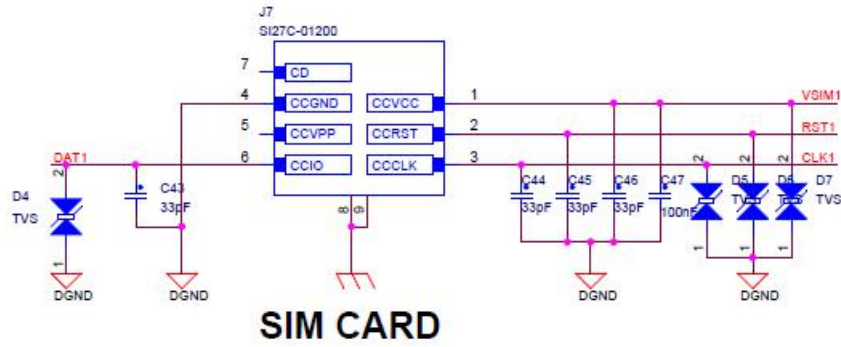 J7
SI27C-01200
7 CD
4 CCGND CCVCC 1 VSIM1
5 CCVPP CCRST 2 RST1
DAT1 6 CCIO CCCLK 3 CLK1
2 2 2 2
D4 C43 C44 C45 C46 C47 D5 D6 D7
TVS 33pF 8 9 33pF 33pF 33pF 100nF TVS
1 1 1 1
DGND DGND DGND DGND
SIM CARD